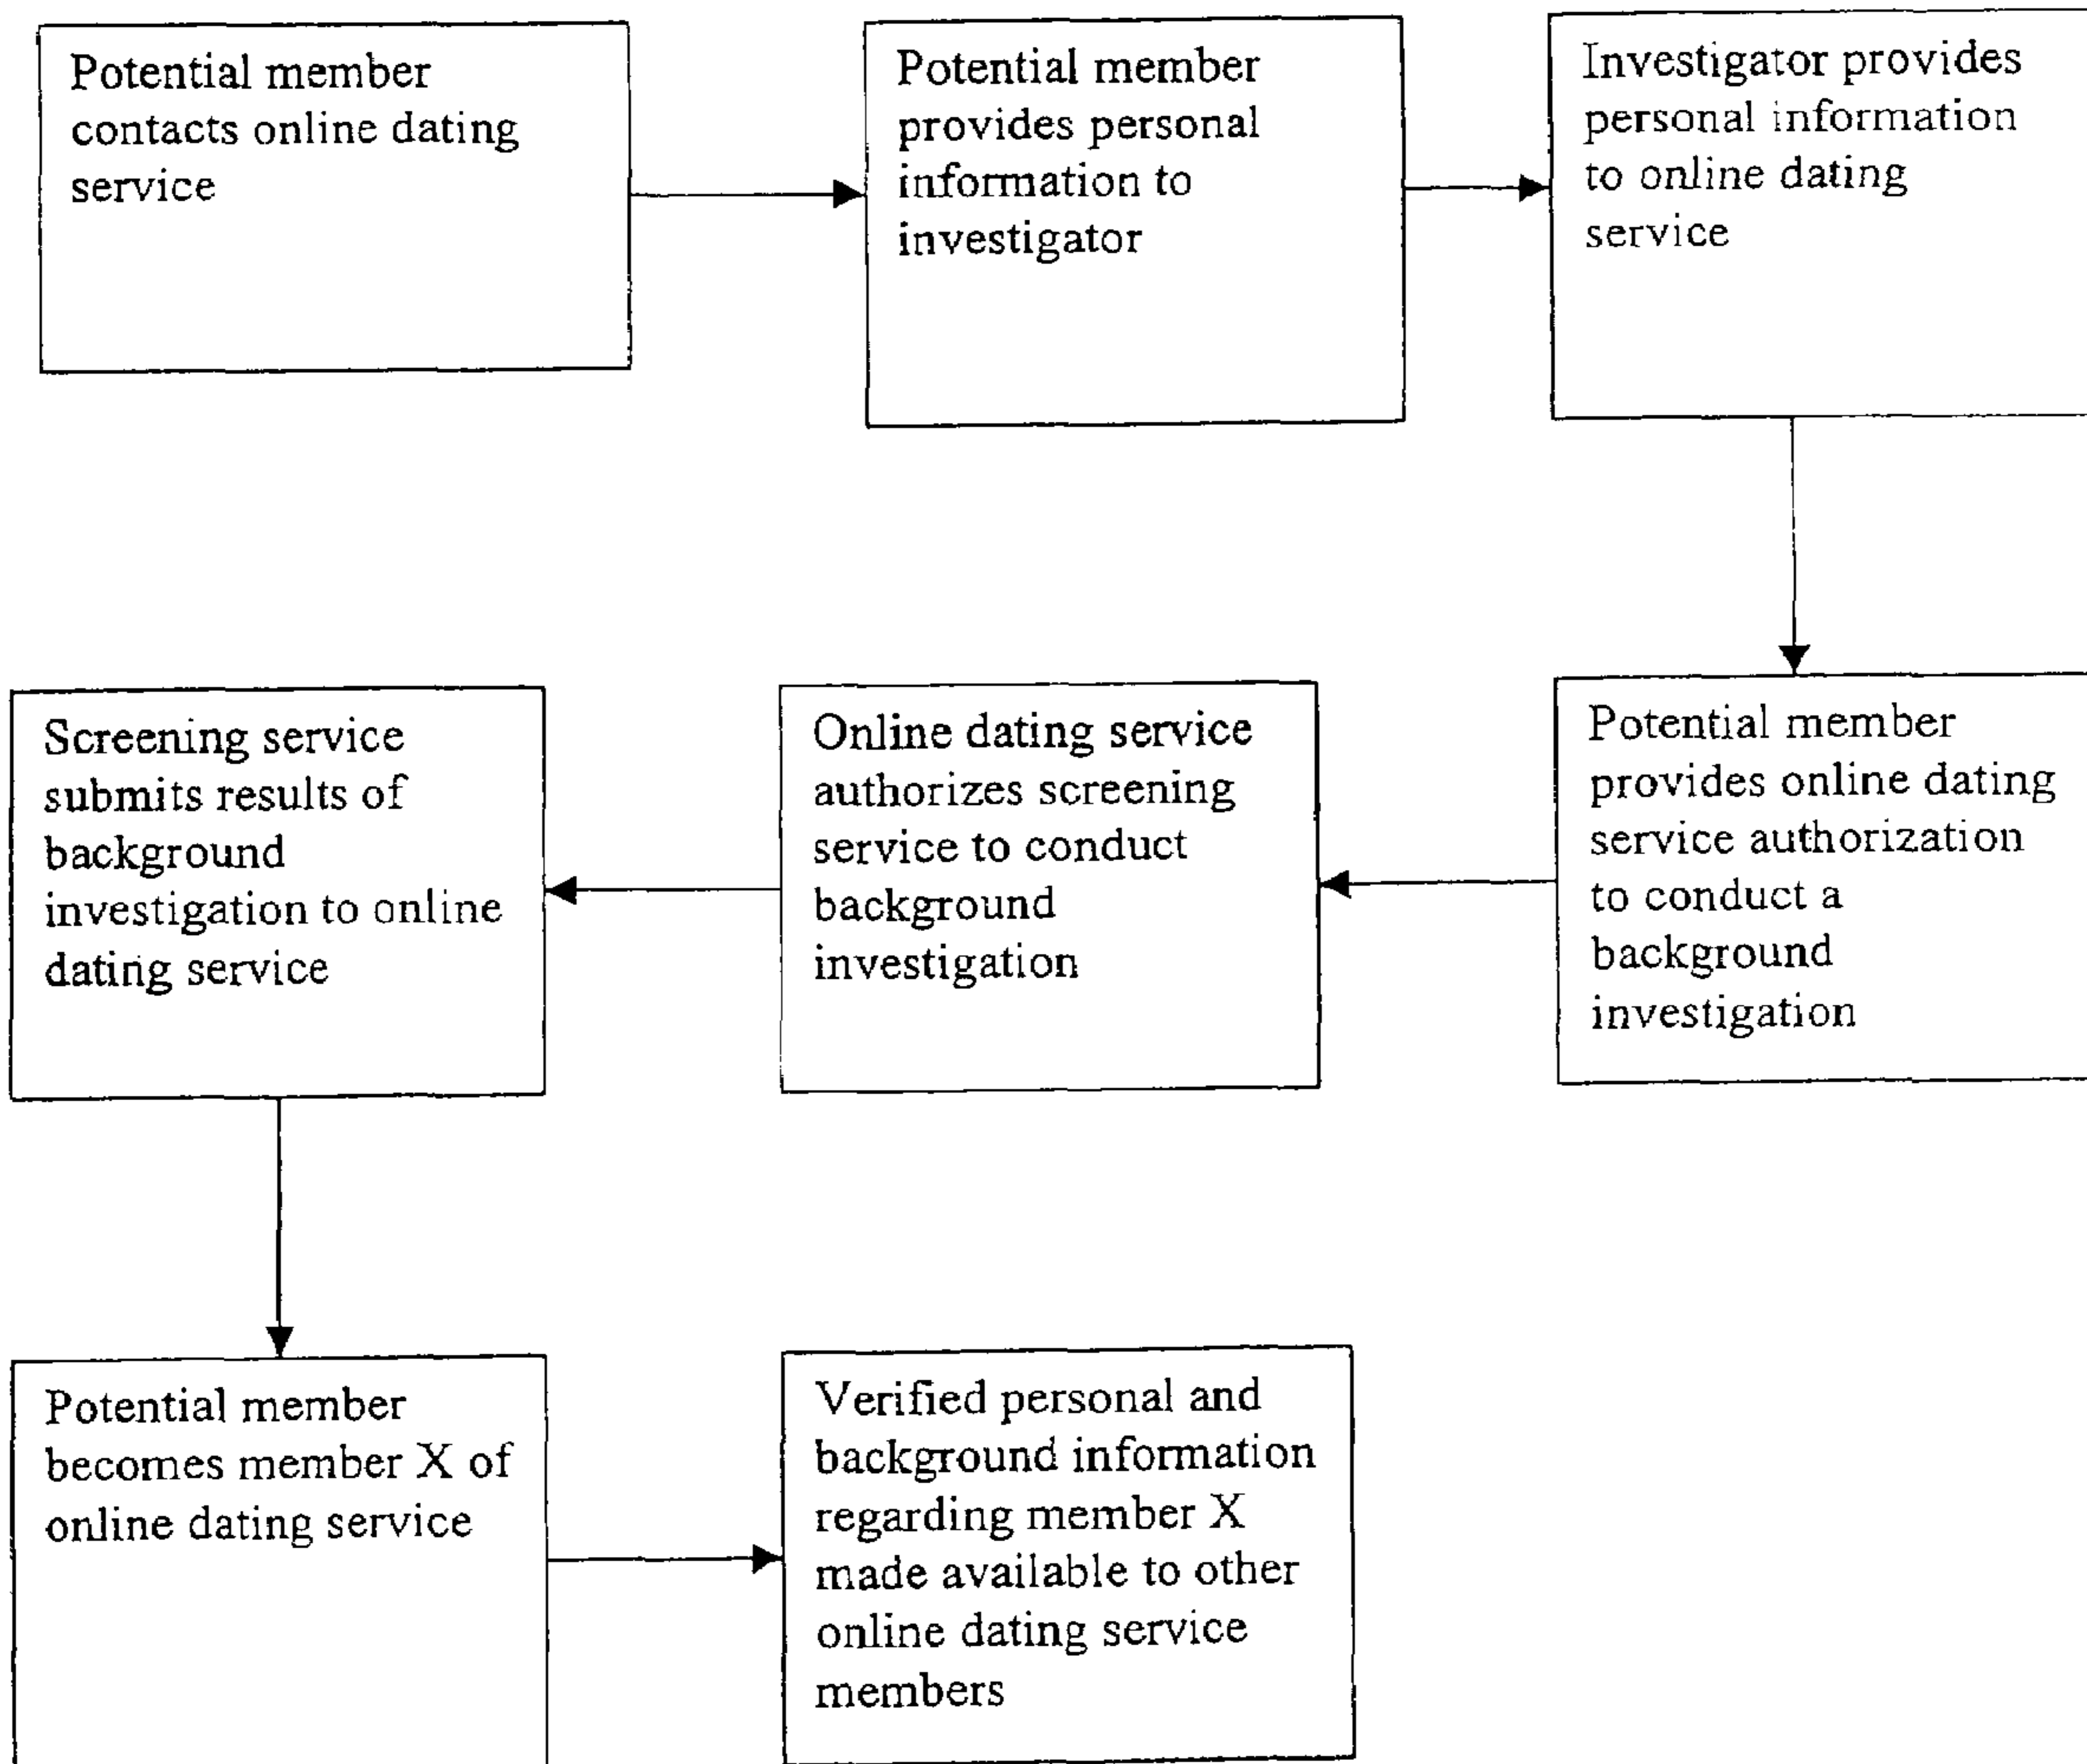 Potential member
contacts online dating
service
Potential member
provides personal
information to
investigator
Investigator provides
personal information
to online dating
service
Potential member
provides online dating
service authorization
to conduct a
background
investigation
Online dating service
authorizes screening
service to conduct
background
investigation
Screening service
submits results of
background
investigation to online
dating service
Potential member
becomes member X of
online dating service
Verified personal and
background information
regarding member X
made available to other
online dating service
members